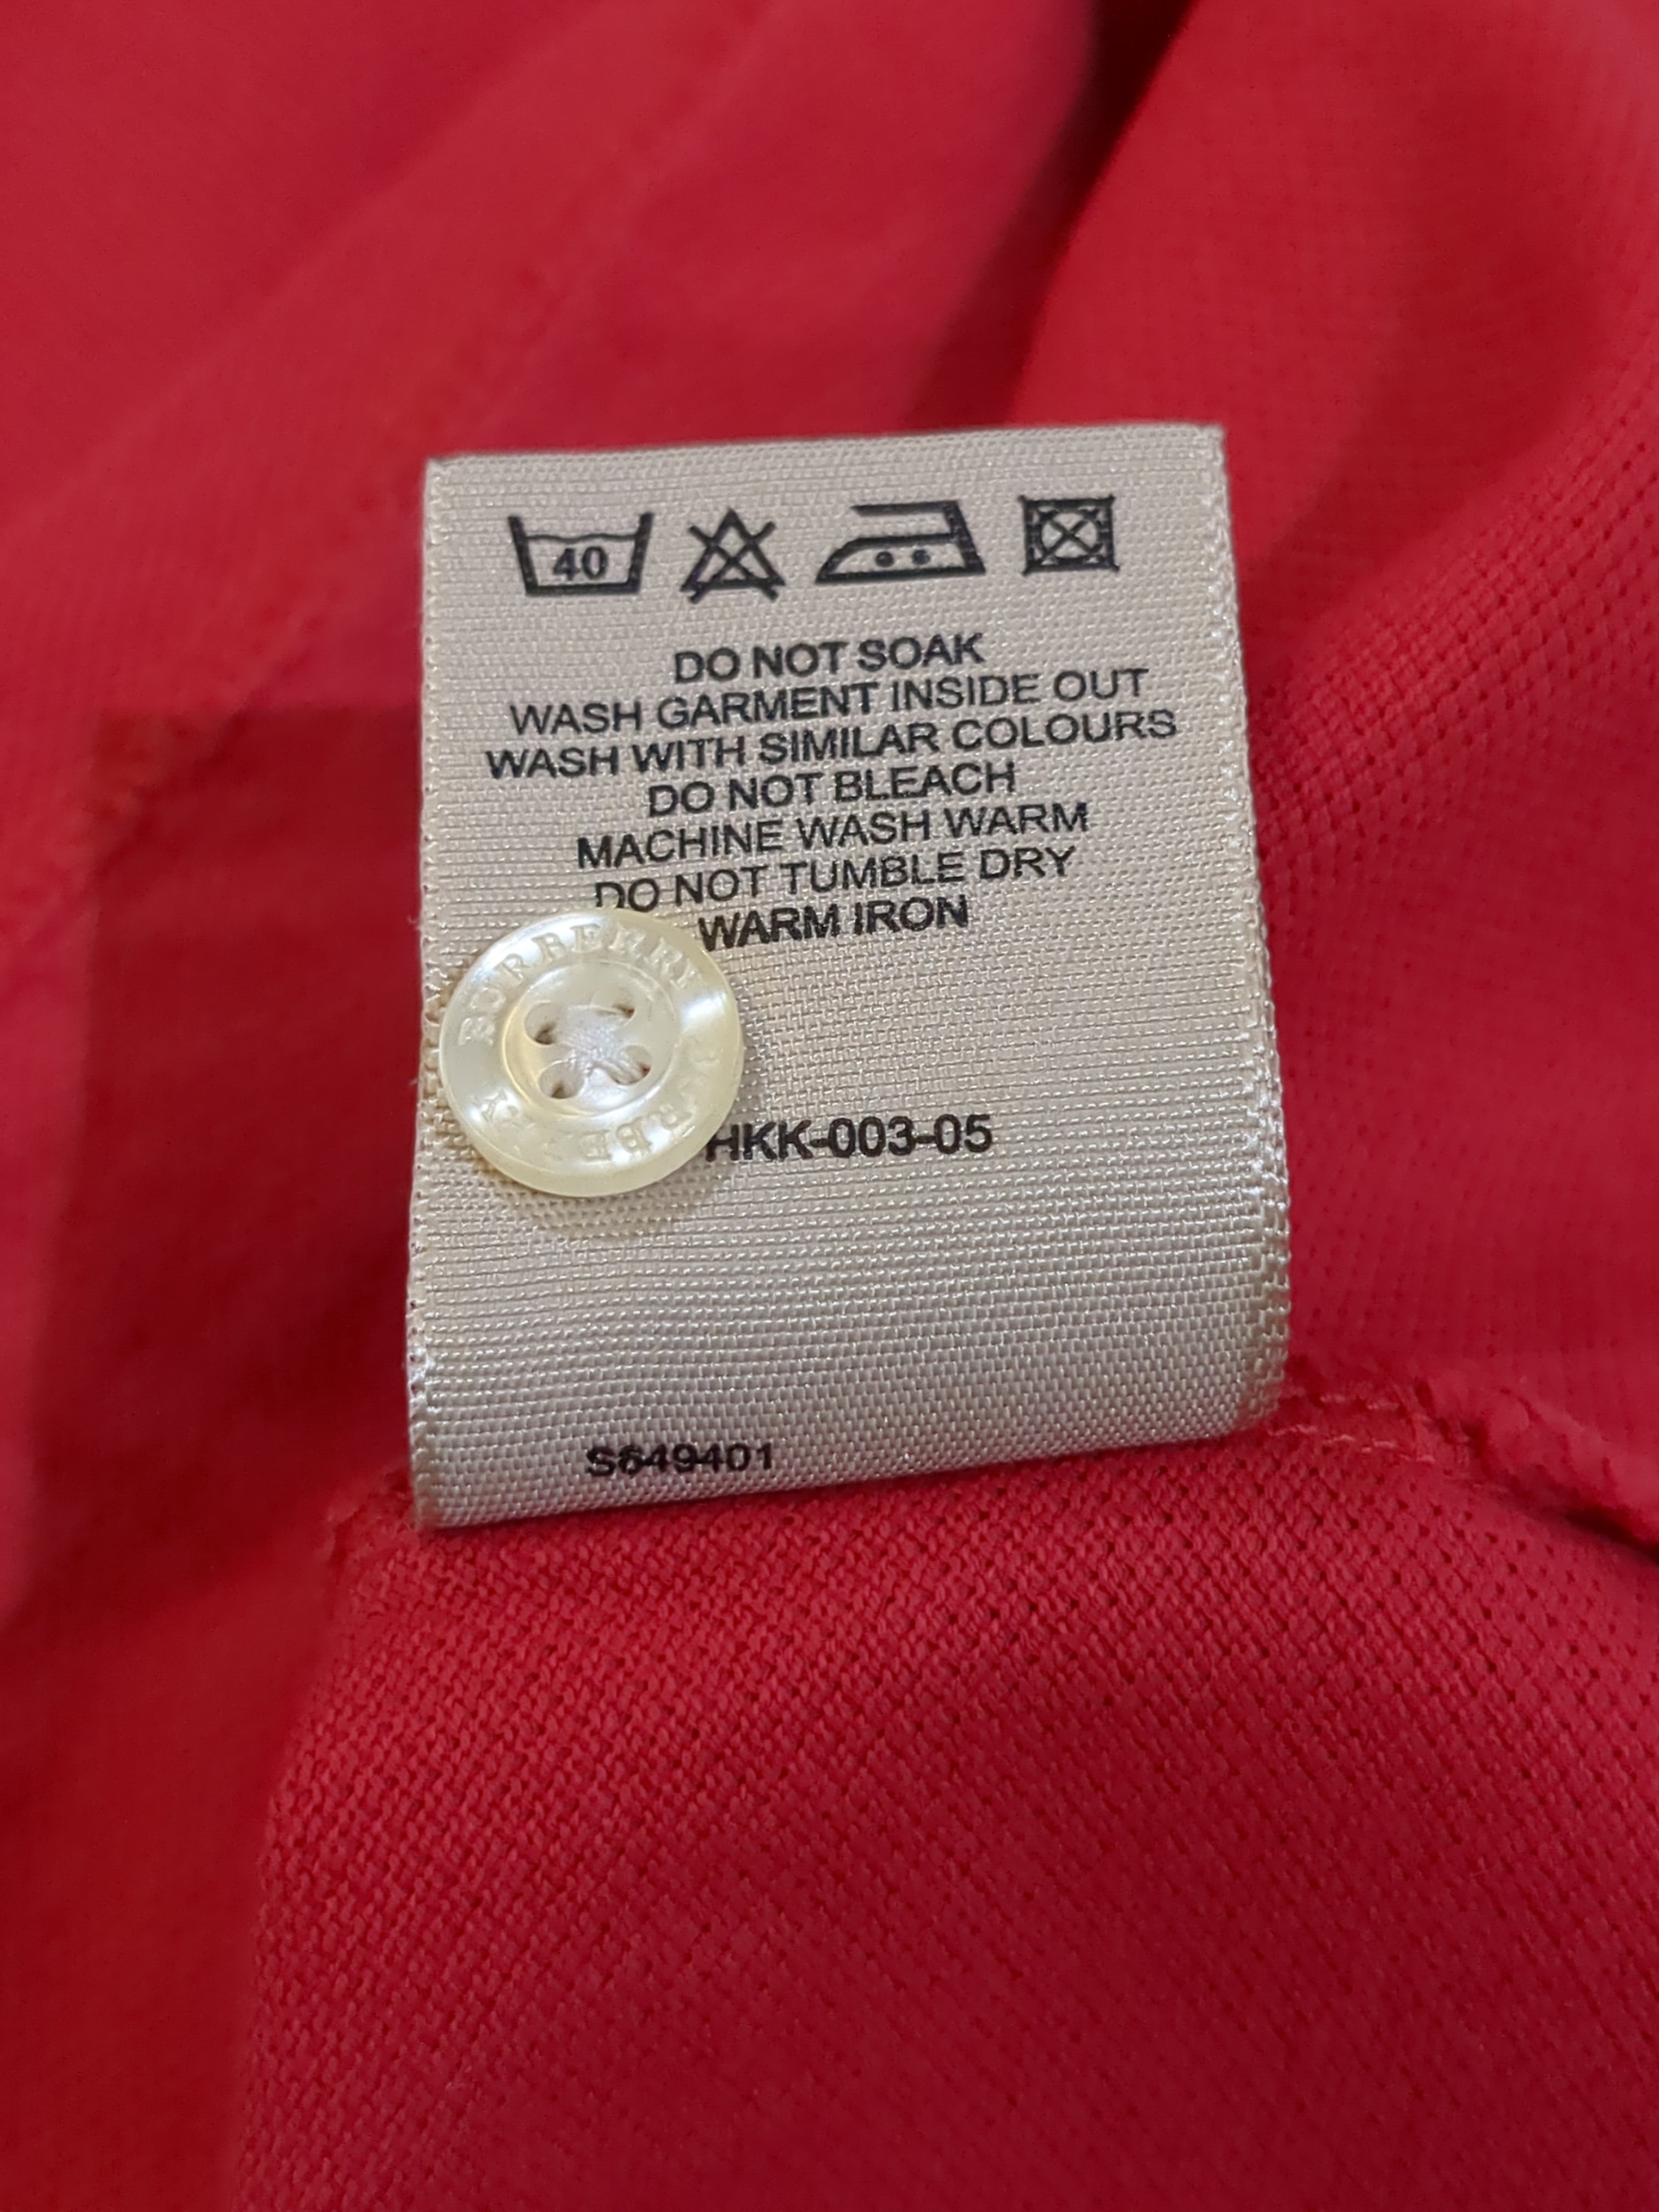 40
DO NOT SOAK
WASH GARMENT INSIDE OUT
WASH WITH SIMILAR COLOURS
DO NOT BLEACH
MACHINE WASH WARM
DO NOT TUMBLE DRY
WARM IRON
BURBERRY BURBERRY
HKK-003-05
S649401